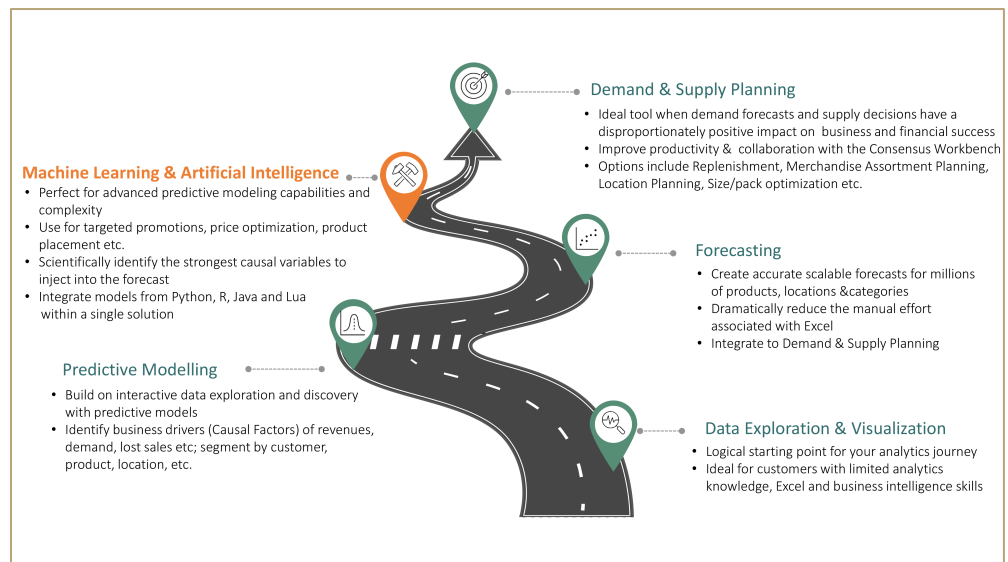 Demand & Supply Planning
• Ideal tool when demand forecasts and supply decisions have a
disproportionately positive impact on business and financial success
• Improve productivity & collaboration with the Consensus Workbench
• Options include Replenishment, Merchandise Assortment Planning,
Location Planning, Size/pack optimization etc.
Machine Learning & Artificial Intelligence
• Perfect for advanced predictive modeling capabilities and
complexity
• Use for targeted promotions, price optimization, product
placement etc.
• Scientifically identify the strongest causal variables to
inject into the forecast
• Integrate models from Python, R, Java and Lua
within a single solution
Forecasting
• Create accurate scalable forecasts for millions
of products, locations &categories
• Dramatically reduce the manual effort
associated with Excel
• Integrate to Demand & Supply Planning
Predictive Modelling
• Build on interactive data exploration and discovery
with predictive models
• Identify business drivers (Causal Factors) of revenues,
demand, lost sales etc; segment by customer,
product, location, etc.
Data Exploration & Visualization
• Logical starting point for your analytics journey
• Ideal for customers with limited analytics
knowledge, Excel and business intelligence skills